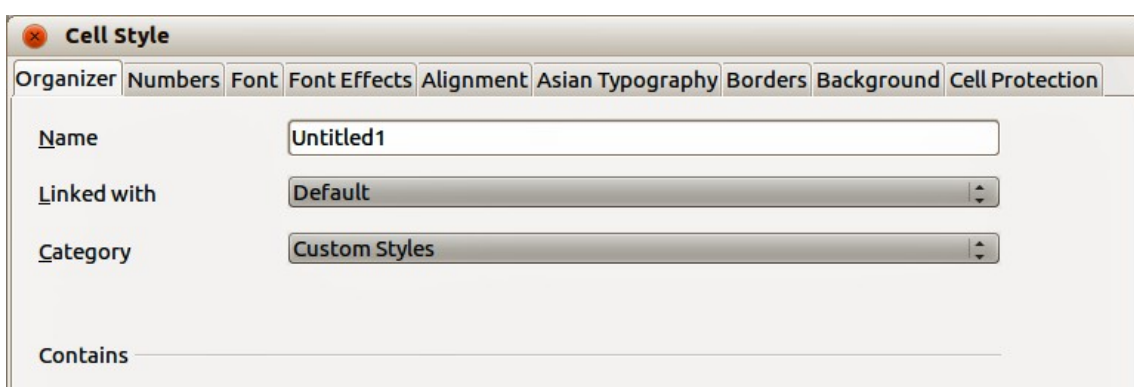 Cell Style
Organizer Numbers Font Font Effects Alignment Asian Typography Borders Background Cell Protection
Name Untitled1
Linked with Default
Category Custom Styles
Contains